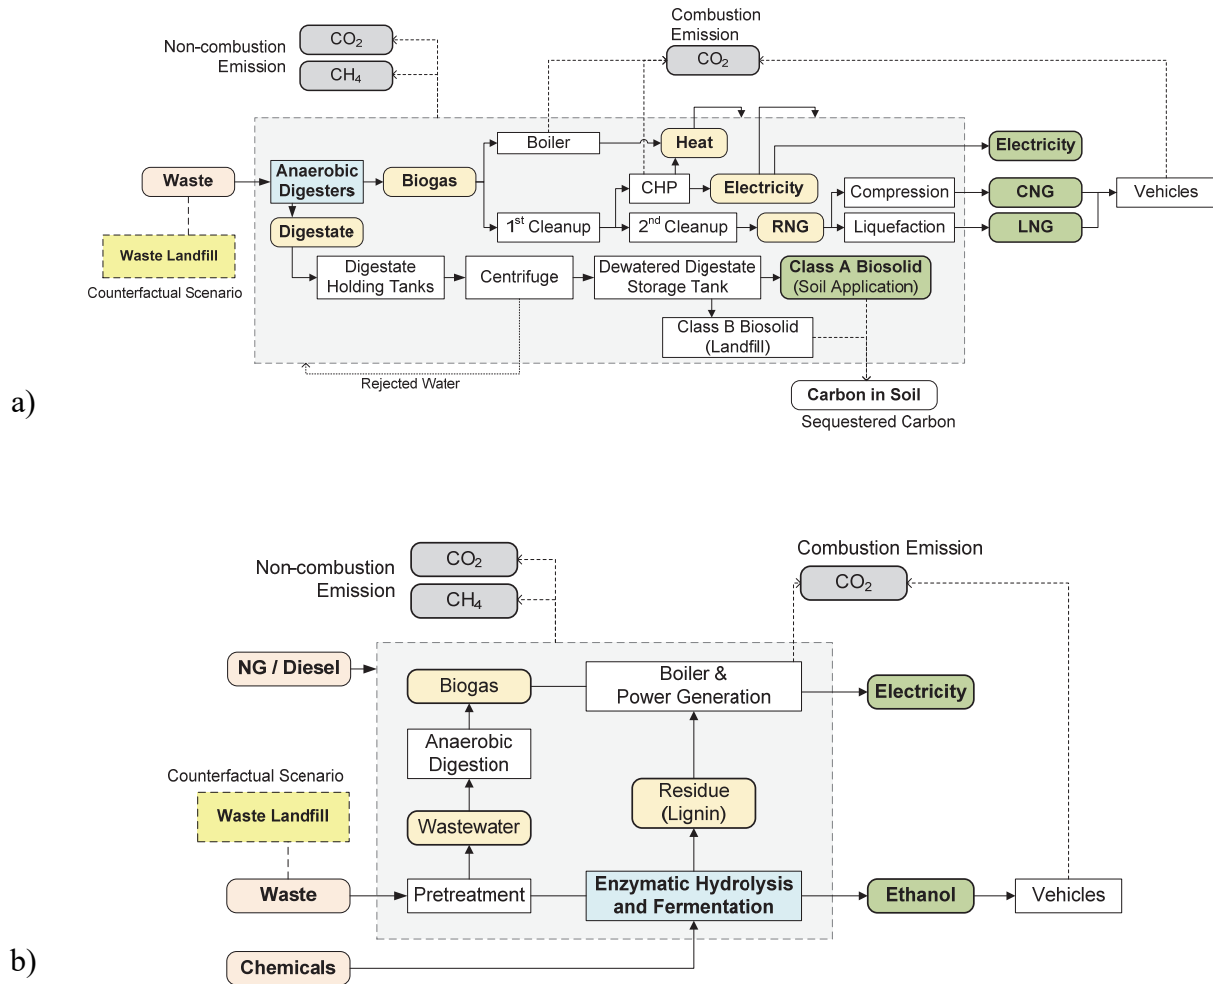 Combustion
Emission
Non-combustion
Emission
CO2
CH4
CO2
Boiler
Heat
Electricity
Waste
Anaerobic
Digesters
Biogas
CHP
Electricity
Compression
CNG
Vehicles
Digestate
1st Cleanup
2nd Cleanup
RNG
Liquefaction
LNG
Waste Landfill
Counterfactual Scenario
Digestate
Holding Tanks
Centrifuge
Dewatered Digestate
Storage Tank
Class A Biosolid
(Soil Application)
Class B Biosolid
(Landfill)
Rejected Water
Carbon in Soil
Sequestered Carbon
a)
Non-combustion
Emission
CO2
CH4
Combustion Emission
CO2
NG / Diesel
Biogas
Boiler &
Power Generation
Electricity
Anaerobic
Digestion
Counterfactual Scenario
Waste Landfill
Wastewater
Residue
(Lignin)
Waste
Pretreatment
Enzymatic Hydrolysis
and Fermentation
Ethanol
Vehicles
Chemicals
b)